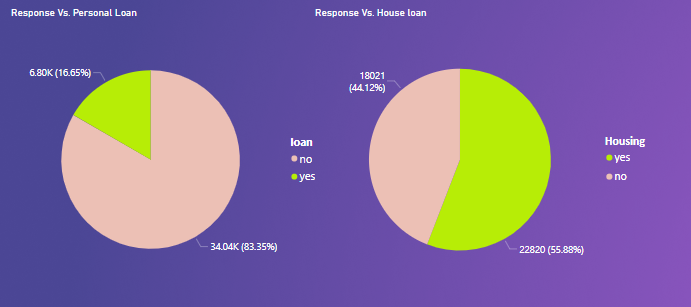 Response Vs. Personal Loan
6.80K (16.65%)
34.04K (83.35%)
loan
no
yes
Response Vs. House loan
18021
(44.12%)
22820 (55.88%)
Housing
yes
no